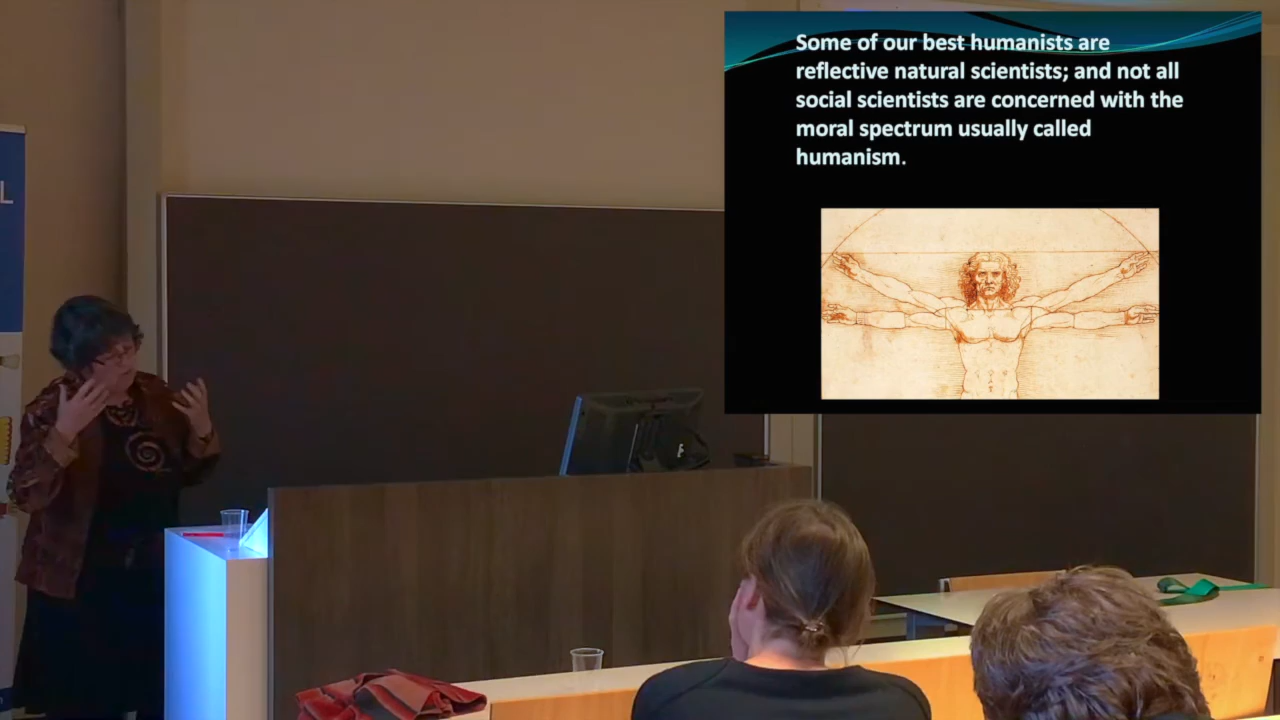 Some of our best humanists are
reflective natural scientists; and not all
social scientists are concerned with the
moral spectrum usually called
humanism.
L